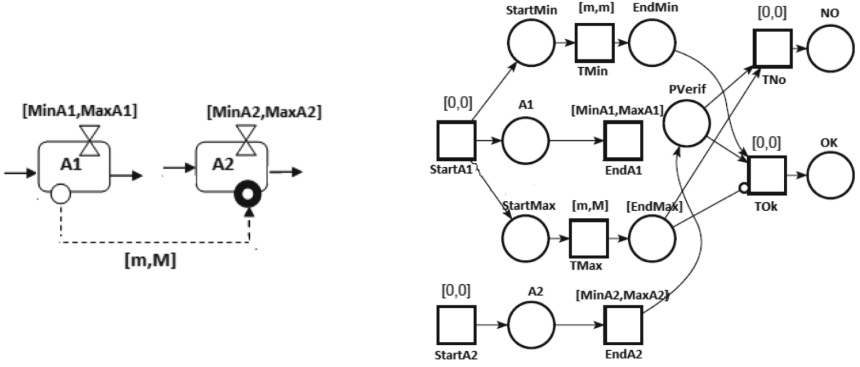 [MinA1,MaxA1]
A1
[MinA2,MaxA2]
A2
[m,M]
StartMin
[m,m]
TMin
EndMin
[0,0]
TNo
NO
[0,0]
StartA1
A1
[MinA1,MaxA1]
EndA1
PVerif
[0,0]
TOk
OK
StartMax
[m,M]
TMax
[EndMax]
[0,0]
StartA2
A2
[MinA2,MaxA2]
EndA2